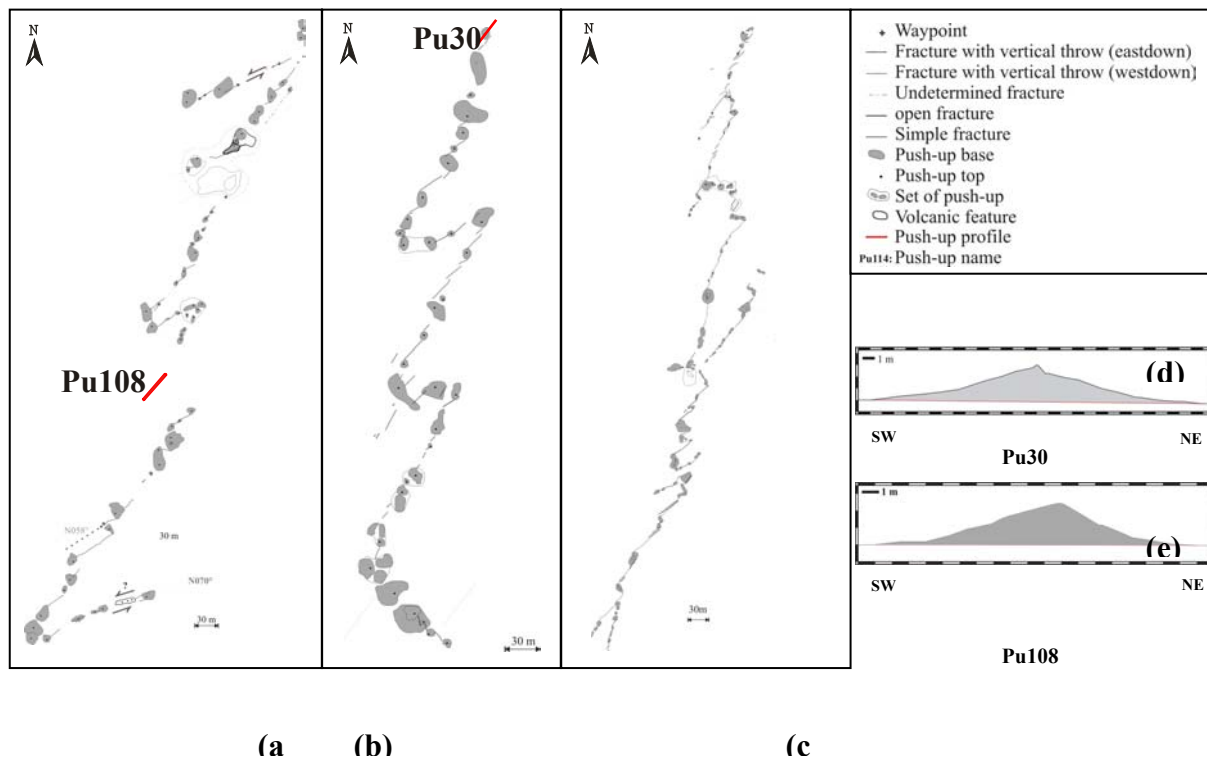 N
Pu108
N059°
30 m
N070°
?
30 m
N
Pu30
30 m
N
30m
Waypoint
Fracture with vertical throw (eastdown)
Fracture with vertical throw (westdown)
Undetermined fracture
open fracture
Simple fracture
Push-up base
Push-up top
Set of push-up
Volcanic feature
Push-up profile
Pu114: Push-up name
1 m
(d)
SW
NE
Pu30
1 m
(e)
SW
NE
Pu108
(a
(b)
(c